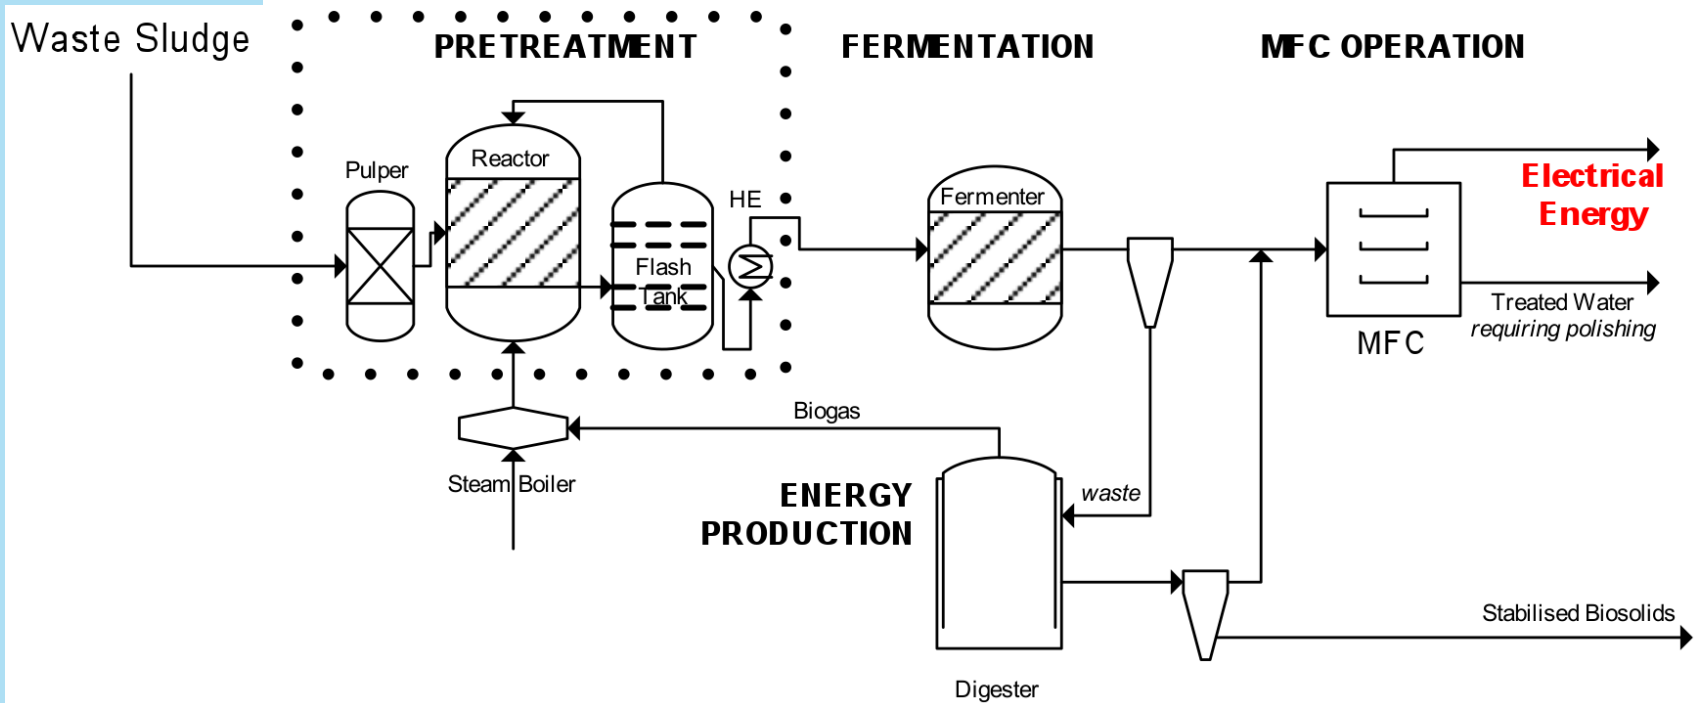 Waste Sludge
PRETREATMENT
FERMENTATION
MFC OPERATION
Pulper
Reactor
HE
Flash
Tank
Fermenter
Electrical
Energy
Treated Water
requiring polishing
MFC
Biogas
Steam Boiler
ENERGY
PRODUCTION
waste
Stabilised Biosolids
Digester